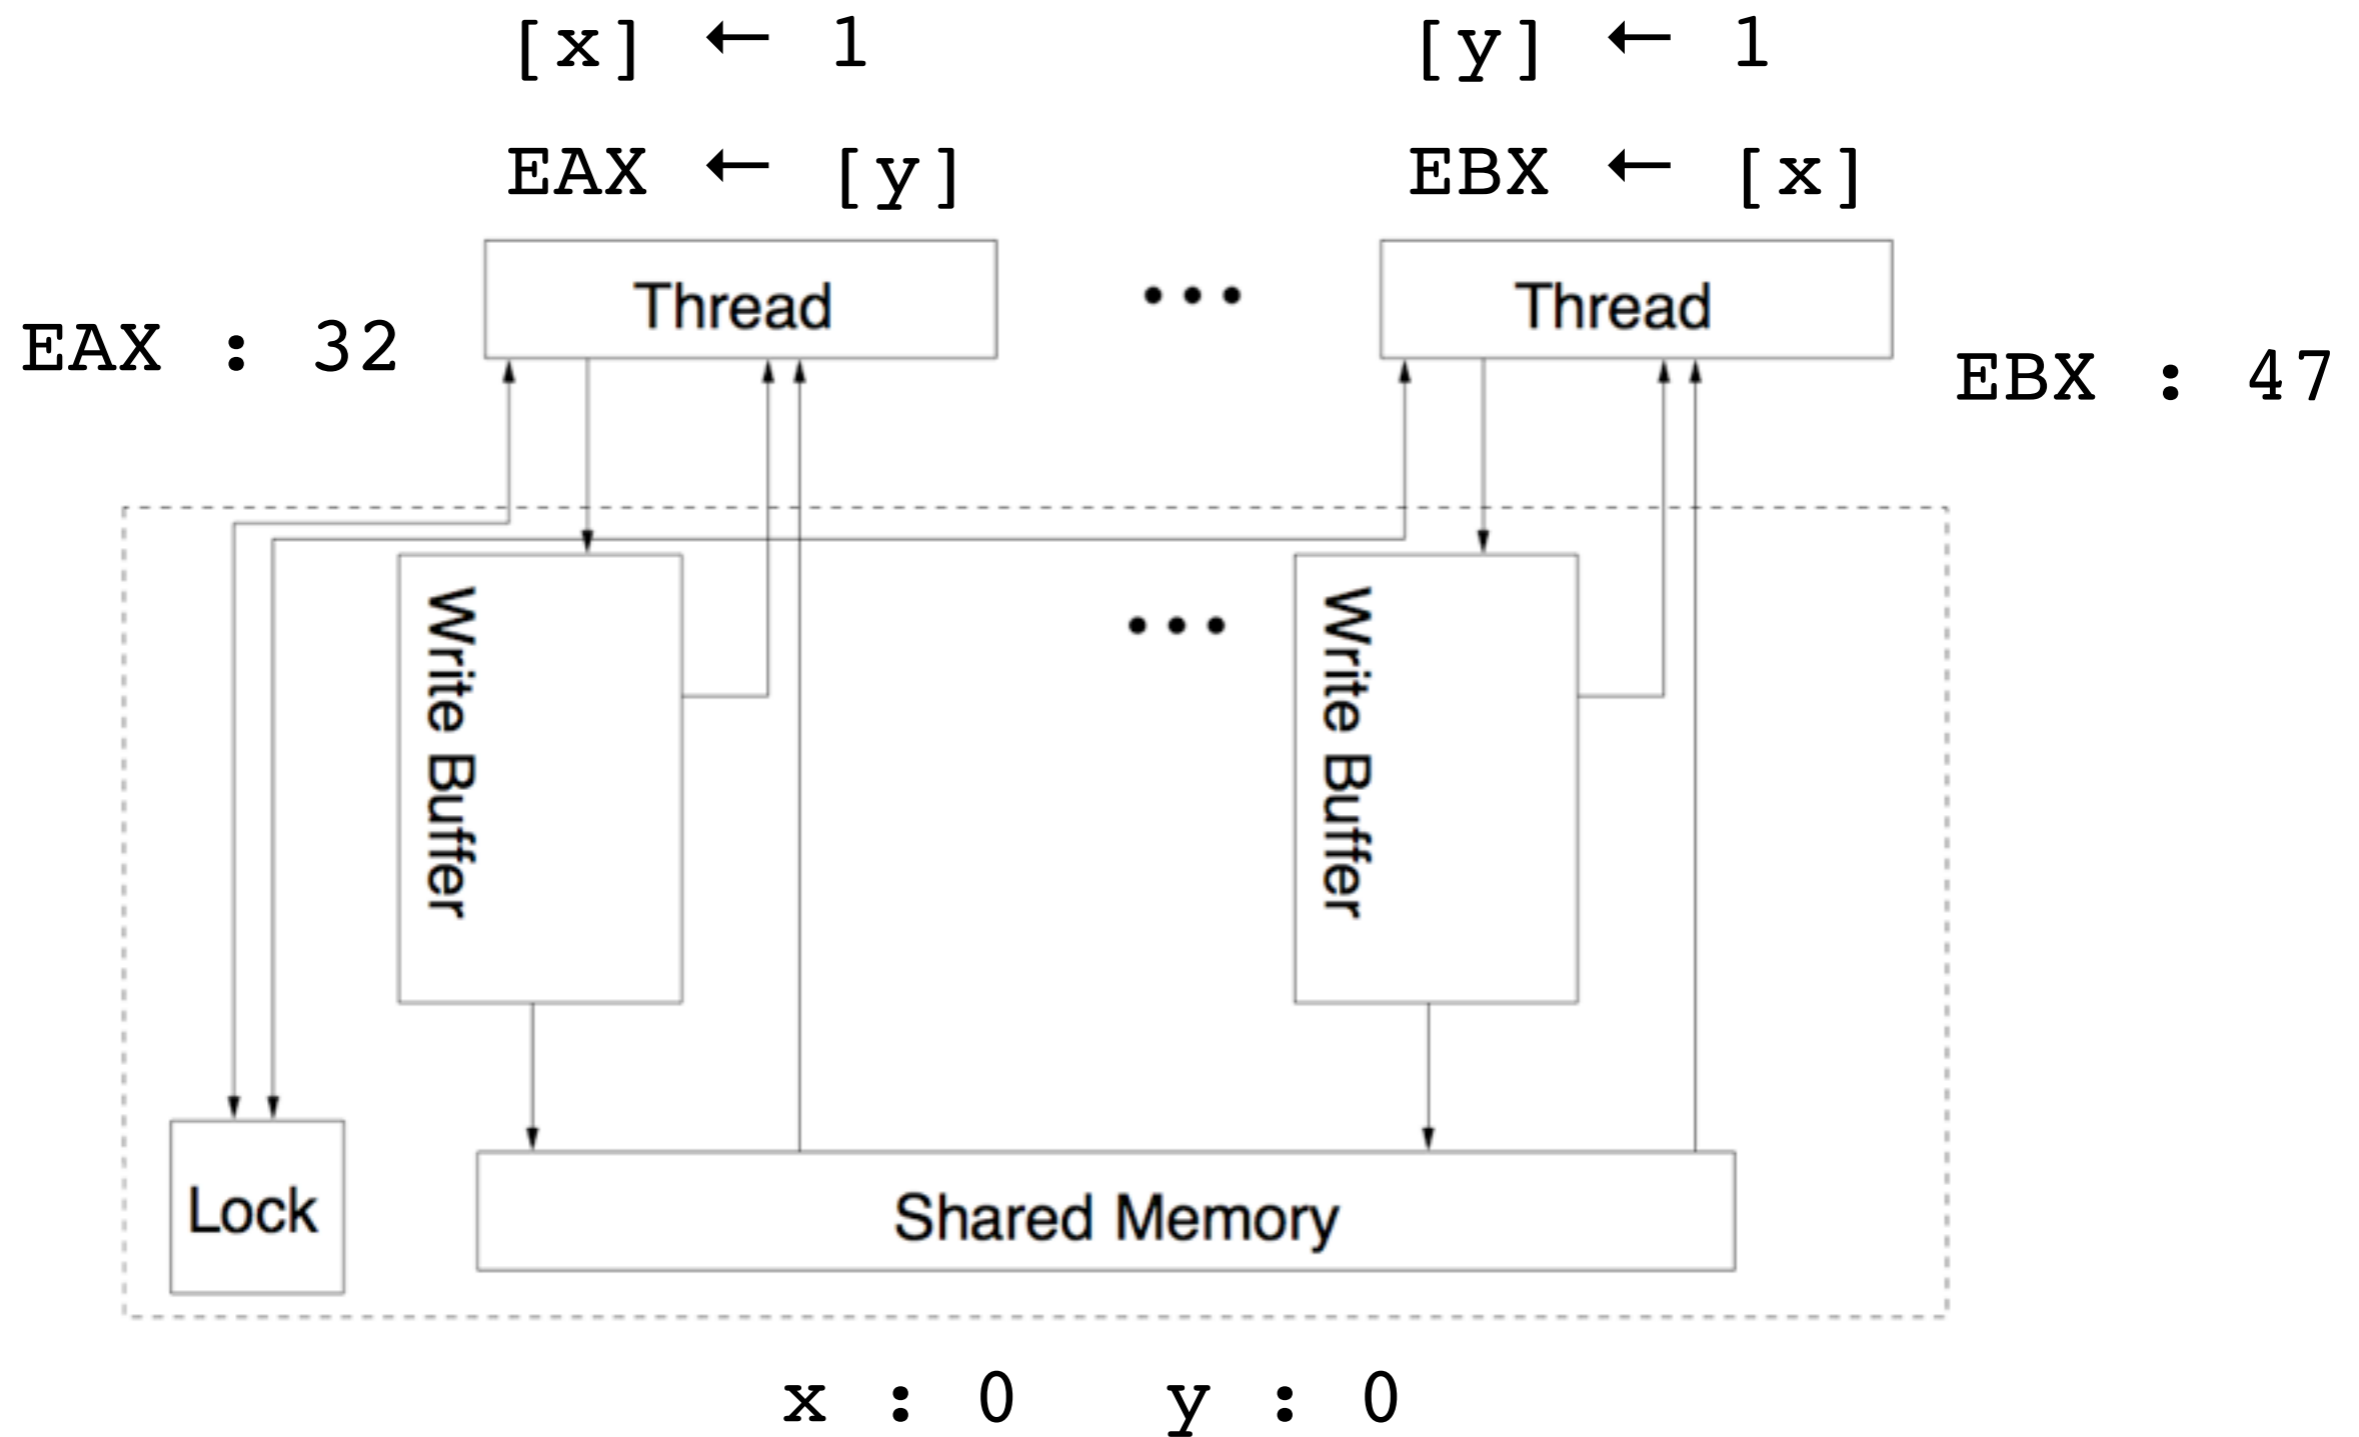 [x] ← 1
[y] ← 1
EAX ← [y]
EBX ← [x]
Thread
Thread
EAX : 32
EBX : 47
Write Buffer
Write Buffer
Lock
Shared Memory
x : 0 y : 0